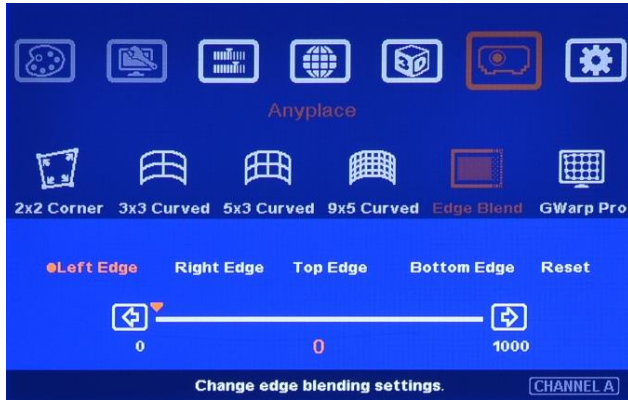 3D
Anyplace
2x2 Corner 3x3 Curved 5x3 Curved 9x5 Curved Edge Blend GWarp Pro
Left Edge Right Edge Top Edge Bottom Edge Reset
0 0 1000
Change edge blending settings. CHANNEL A